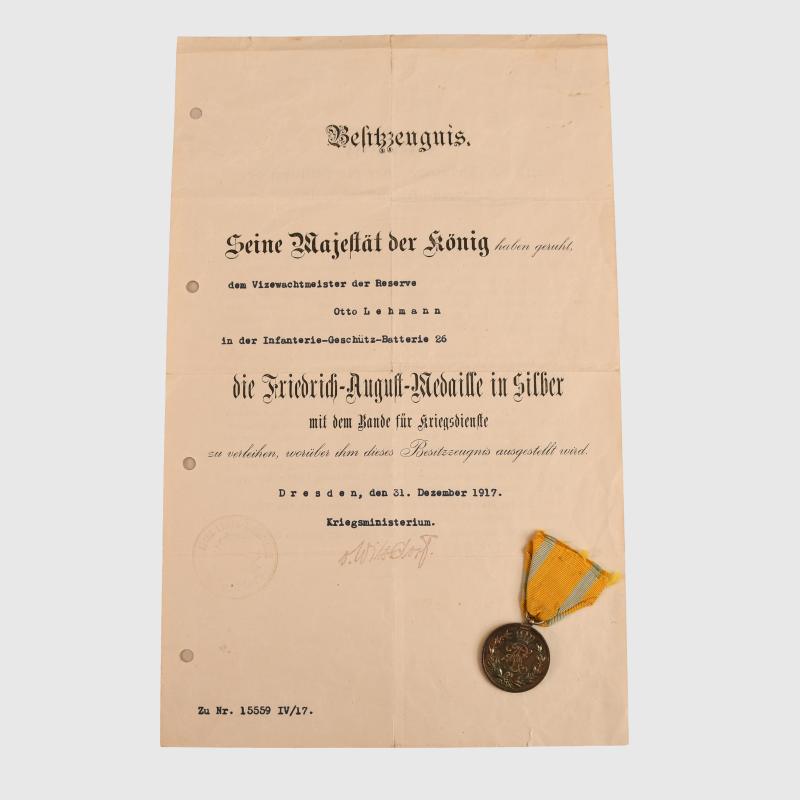 Besitzzeugnis.
Seine Majestät der König haben geruht,
dem Vizewachtmeister der Reserve
Otto Lehmann
in der Infanterie-Geschütz-Batterie 26
die Friedrich-August-Medaille in Silber
mit dem Bande für Kriegsdienste
zu verleihen, worüber ihm dieses Besitzzeugnis ausgestellt wird.
Dresden, den 31. Dezember 1917.
Kriegsministerium.
v. Wilsdorf.
Zu Nr. 15559 IV/17.